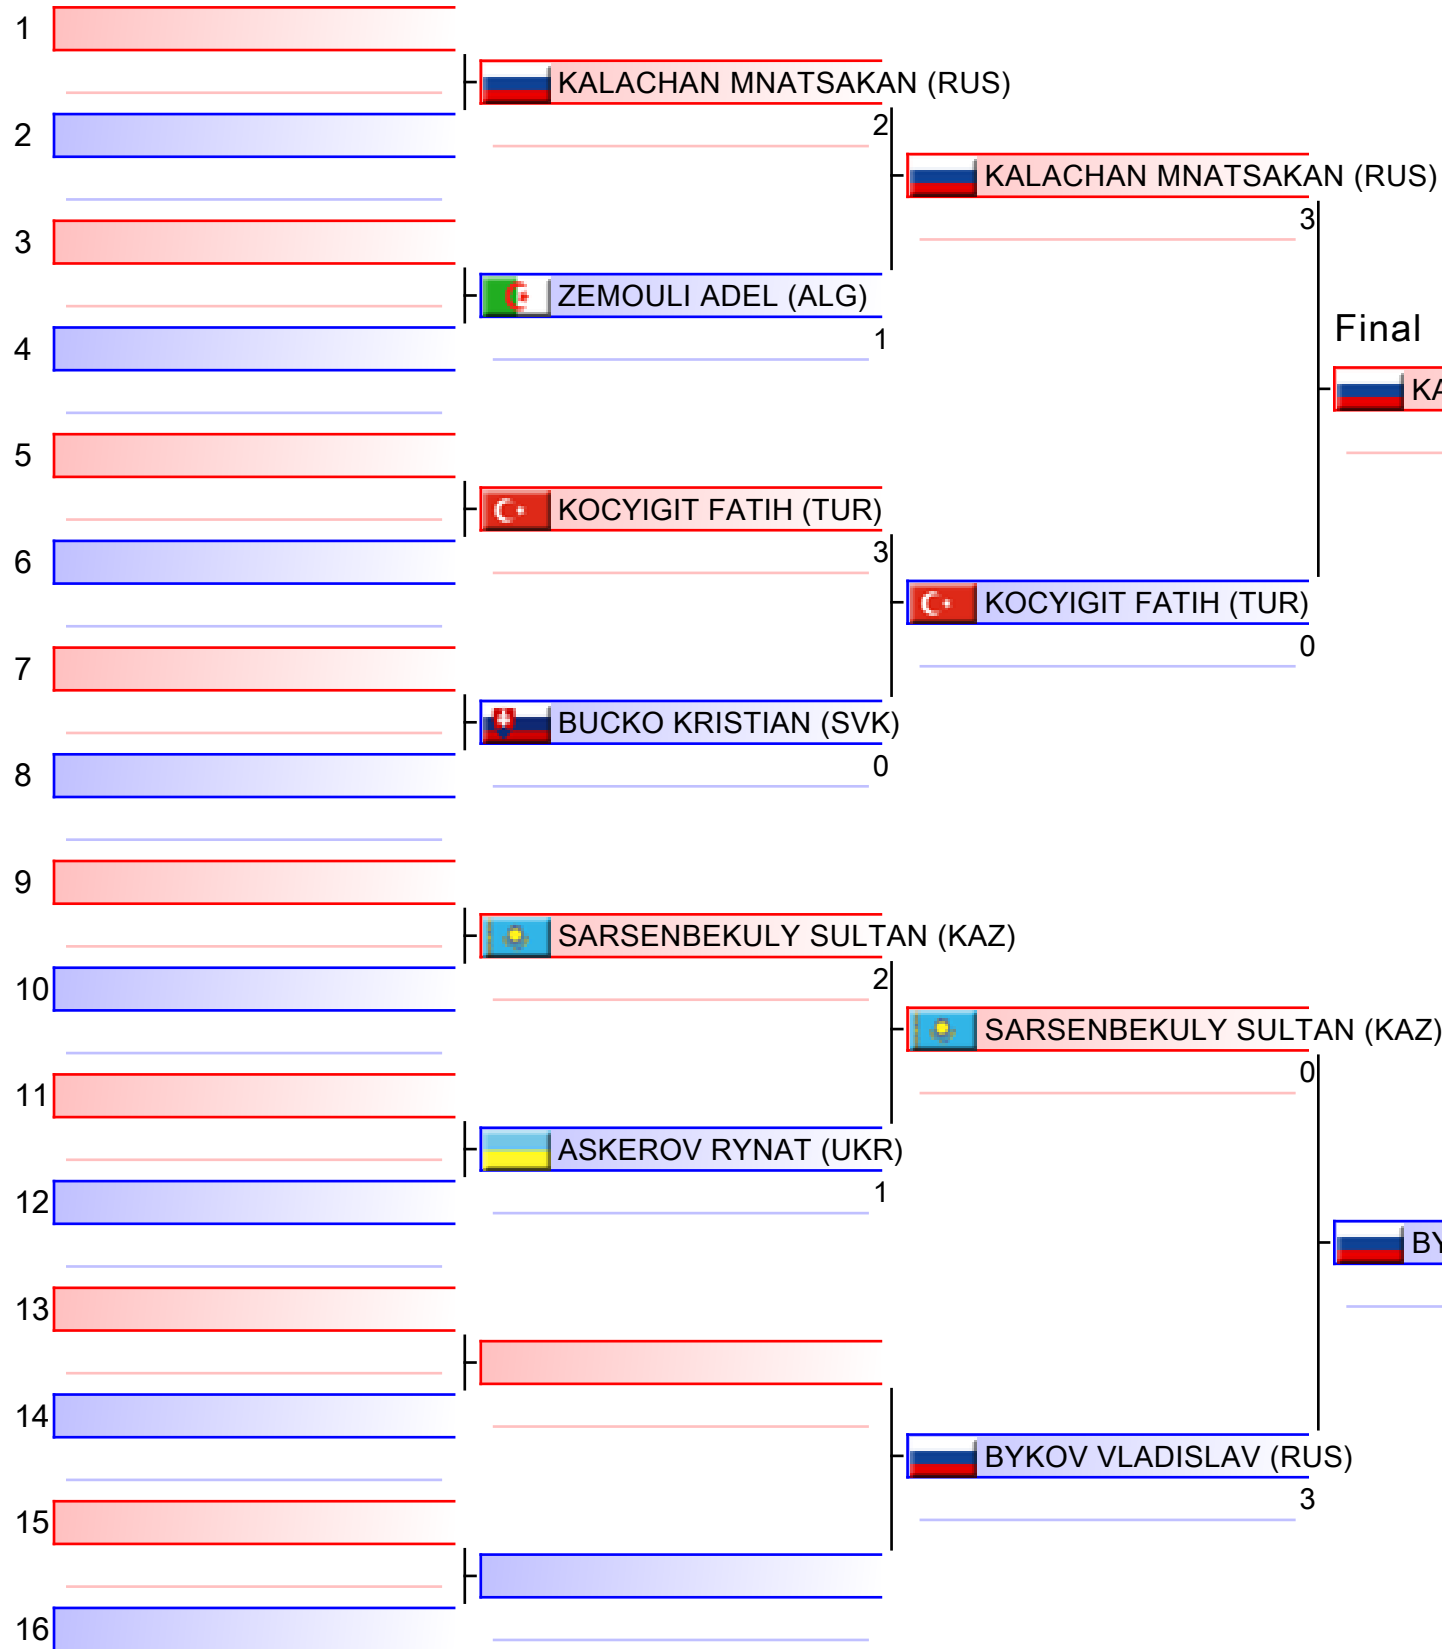 1
KALACHAN MNATSAKAN (RUS)
2
2
KALACHAN MNATSAKAN (RUS)
3
3
ZEMOULI ADEL (ALG)
1
4
Final
KA
5
KOCYIGIT FATIH (TUR)
3
6
KOCYIGIT FATIH (TUR)
0
7
BUCKO KRISTIAN (SVK)
0
8
9
SARSENBEKULY SULTAN (KAZ)
2
10
SARSENBEKULY SULTAN (KAZ)
0
11
ASKEROV RYNAT (UKR)
1
12
BY
13
14
BYKOV VLADISLAV (RUS)
3
15
16